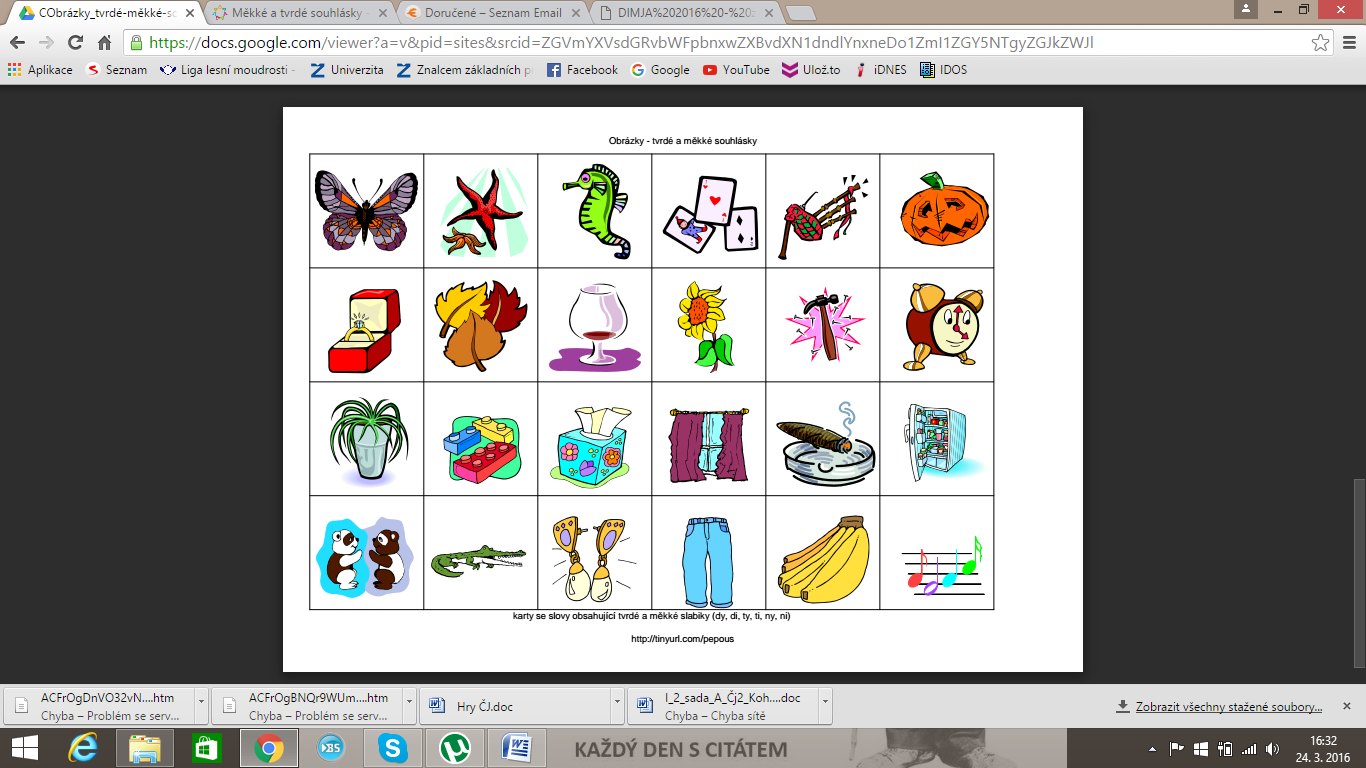 CObrázky_tvrdé-měkké-so
Měkké a tvrdé souhlásky -
Doručené – Seznam Email
DIMJA%202016%20-%20
https://docs.google.com/viewer?a=v&pid=sites&srcid=ZGVmYXVsdGRvbWFpbnxwZXBvdXN1dndlYnxneDo1ZmI1ZGY5NTgyZGJkZWJl
Aplikace Seznam Liga lesní moudrosti - Univerzita Znalcem základních p Facebook Google YouTube Ulož.to iDNES IDOS
Obrázky - tvrdé a měkké souhlásky
karty se slovy obsahující tvrdé a měkké slabiky (dy, di, ty, ti, ny, ni)
http://tinyurl.com/pepous
ACFrOgDnVO32vN....htm
Chyba – Problém se serv...
ACFrOgBNQr9WUm....htm
Chyba – Problém se serv...
Hry ČJ.doc
I_2_sada_A_Čj2_Koh....doc
Chyba – Chyba sítě
Zobrazit všechny stažené soubory...
BS
KAŽDÝ DEN S CITÁTEM
16:32
24. 3. 2016